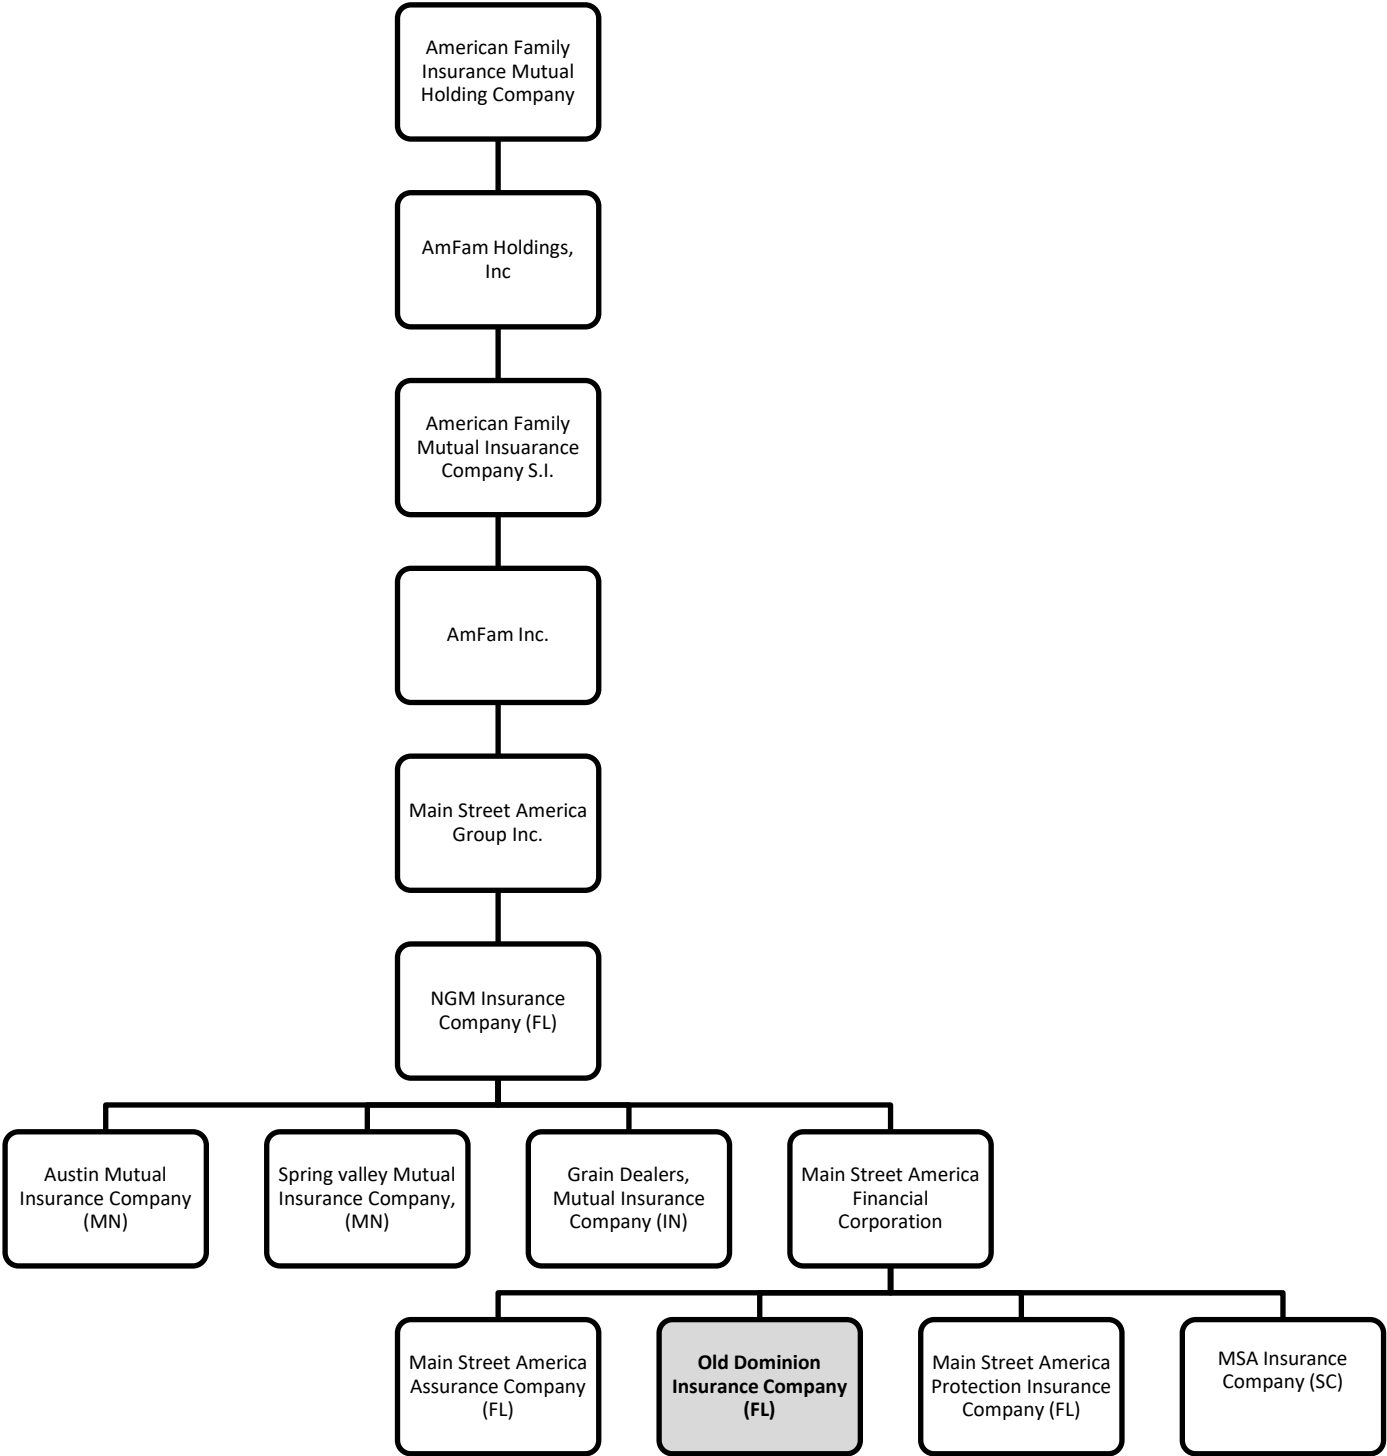 American Family
Insurance Mutual
Holding Company
AmFam Holdings,
Inc
American Family
Mutual Insuarance
Company S.I.
AmFam Inc.
Main Street America
Group Inc.
NGM Insurance
Company (FL)
Austin Mutual
Insurance Company
(MN)
Spring valley Mutual
Insurance Company,
(MN)
Grain Dealers,
Mutual Insurance
Company (IN)
Main Street America
Financial
Corporation
Main Street America
Assurance Company
(FL)
Old Dominion
Insurance Company
(FL)
Main Street America
Protection Insurance
Company (FL)
MSA Insurance
Company (SC)